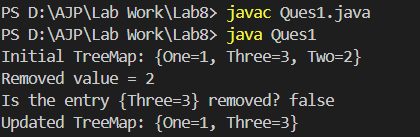 PS D:\AJP\Lab Work\Lab8> javac Ques1.java
PS D:\AJP\Lab Work\Lab8> java Ques1
Initial TreeMap: {One=1, Three=3, Two=2}
Removed value = 2
Is the entry {Three=3} removed? false
Updated TreeMap: {One=1, Three=3}